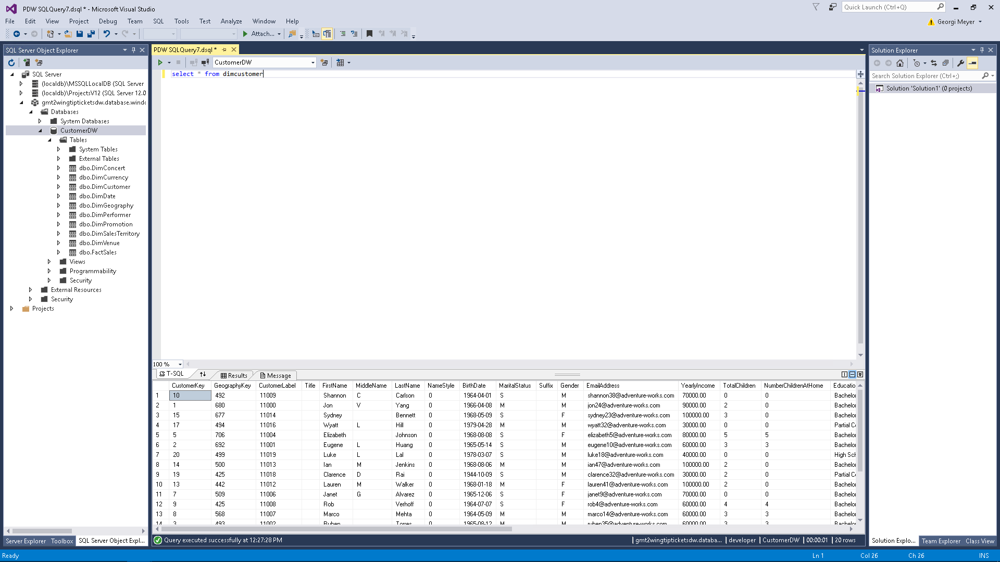 PDW SQLQuery7.dsql * - Microsoft Visual Studio
Quick Launch (Ctrl+Q)
File Edit View Project Debug Team SQL Tools Test Analyze Window Help
Georgi Meyer
Attach...
SQL Server Object Explorer
PDW SQLQuery7.dsql *
Solution Explorer
CustomerDW
select * from dimcustomer
Search Solution Explorer (Ctrl+;)
Solution 'Solution1' (0 projects)
SQL Server
(localdb)\MSSQLLocalDB (SQL Server
(localdb)\ProjectsV12 (SQL Server 12.0
gmt2wingtipticketsdw.database.windo
Databases
System Databases
CustomerDW
Tables
System Tables
External Tables
dbo.DimConcert
dbo.DimCurrency
dbo.DimCustomer
dbo.DimDate
dbo.DimGeography
dbo.DimPerformer
dbo.DimPromotion
dbo.DimSalesTerritory
dbo.DimVenue
dbo.FactSales
Views
Programmability
Security
External Resources
Security
Projects
100 %
T-SQL Results Message
CustomerKey GeographyKey CustomerLabel Title FirstName MiddleName LastName NameStyle BirthDate MaritalStatus Suffix Gender EmailAddress YearlyIncome TotalChildren NumberChildrenAtHome Educatio
1 10 492 11009 Shannon C Carlson 0 1964-04-01 S M shannon38@adventure-works.com 70000.00 0 0 Bachelor
2 1 680 11000 Jon V Yang 0 1966-04-08 M M jon24@adventure-works.com 90000.00 2 0 Bachelor
3 15 677 11014 Sydney Bennett 0 1968-05-09 S F sydney23@adventure-works.com 100000.00 3 0 Bachelor
4 17 494 11016 Wyatt L Hill 0 1979-04-28 M M wyatt32@adventure-works.com 30000.00 0 0 Partial Co
5 5 706 11004 Elizabeth Johnson 0 1968-08-08 S F elizabeth5@adventure-works.com 80000.00 5 5 Bachelor
6 2 692 11001 Eugene L Huang 0 1965-05-14 S M eugene10@adventure-works.com 60000.00 3 3 Bachelor
7 20 499 11019 Luke L Lal 0 1978-03-07 S M luke18@adventure-works.com 40000.00 0 0 High Sch
8 14 500 11013 Ian M Jenkins 0 1968-08-06 M M ian47@adventure-works.com 100000.00 2 0 Bachelor
9 19 425 11018 Clarence D Rai 0 1944-10-09 S M clarence32@adventure-works.com 30000.00 2 0 Partial Co
10 13 442 11012 Lauren M Walker 0 1968-01-18 M F lauren41@adventure-works.com 100000.00 2 0 Bachelor
11 7 509 11006 Janet G Alvarez 0 1965-12-06 S F janet9@adventure-works.com 70000.00 0 0 Bachelor
12 9 425 11008 Rob Verhoff 0 1964-07-07 S F rob4@adventure-works.com 60000.00 4 4 Bachelor
13 8 568 11007 Marco Mehta 0 1964-05-09 M M marco14@adventure-works.com 60000.00 3 3 Bachelor
14 3 493 11002 Ruben Torres 0 1965-08-12 M M ruben35@adventure-works.com 60000.00 3 3 Bachelor
Server Explorer Toolbox SQL Server Object Expl...
Query executed successfully at 12:27:28 PM
gmt2wingtipticketsdw.databa... developer CustomerDW 00:00:01 20 rows
Solution Explo... Team Explorer Class View
Ready Ln 1 Col 26 Ch 26 INS